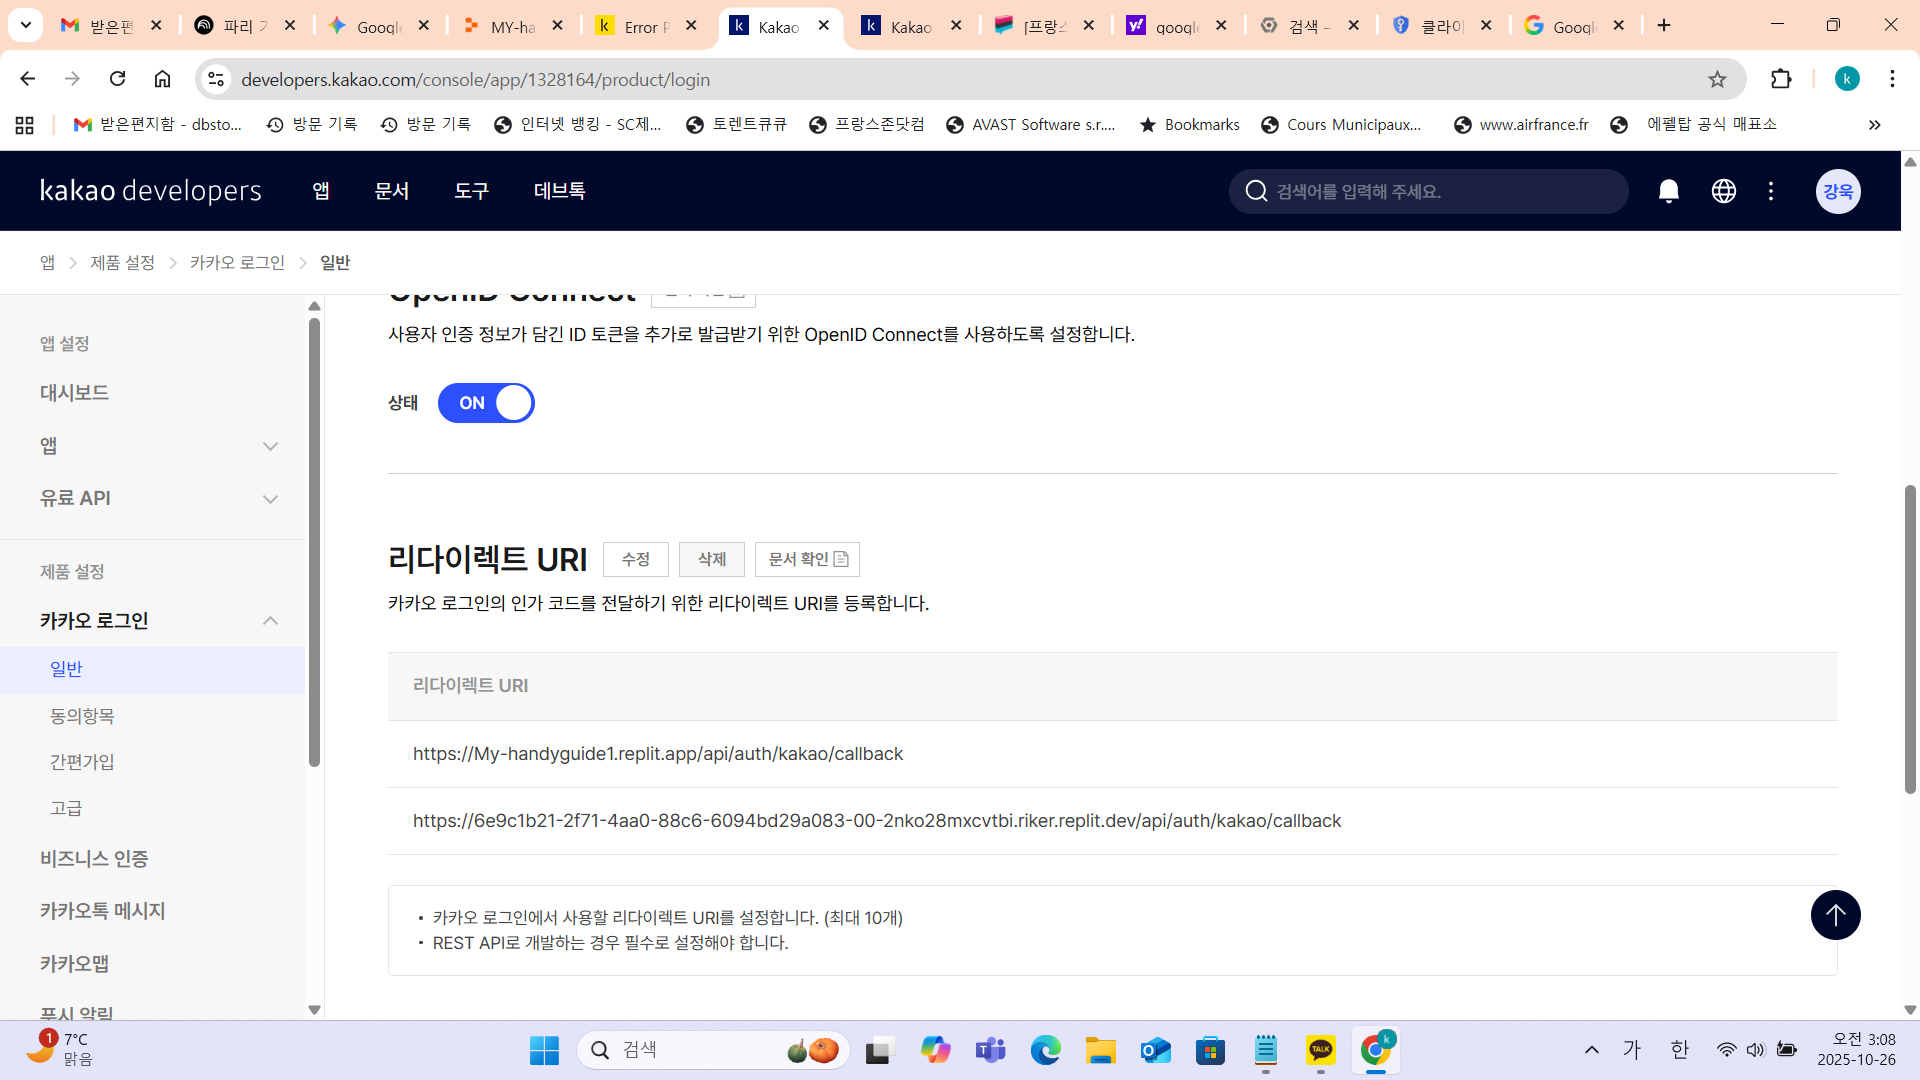 받은편
파리
Google
MY-ha
Error P
Kakao
Kakao
[프랑스
google
검색 –
클라이
Google
developers.kakao.com/console/app/1328164/product/login
k
받은편지함 - dbsto...
방문 기록
방문 기록
인터넷 뱅킹 - SC제...
토렌트큐큐
프랑스존닷컴
AVAST Software s.r....
Bookmarks
Cours Municipaux...
www.airfrance.fr
에펠탑 공식 매표소
kakao developers
앱
문서
도구
데브톡
검색어를 입력해 주세요.
강욱
앱 > 제품 설정 > 카카오 로그인 > 일반
앱 설정
대시보드
앱
유료 API
제품 설정
카카오 로그인
일반
동의항목
간편가입
고급
비즈니스 인증
카카오톡 메시지
카카오맵
푸시 알림
OpenID Connect
사용자 인증 정보가 담긴 ID 토큰을 추가로 발급받기 위한 OpenID Connect를 사용하도록 설정합니다.
상태 ON
리다이렉트 URI 수정 삭제 문서 확인
카카오 로그인의 인가 코드를 전달하기 위한 리다이렉트 URI를 등록합니다.
리다이렉트 URI
https://My-handyguide1.replit.app/api/auth/kakao/callback
https://6e9c1b21-2f71-4aa0-88c6-6094bd29a083-00-2nko28mxcvtbi.riker.replit.dev/api/auth/kakao/callback
• 카카오 로그인에서 사용할 리다이렉트 URI를 설정합니다. (최대 10개)
• REST API로 개발하는 경우 필수로 설정해야 합니다.
1
7°C
맑음
검색
TALK
가
한
오전 3:08
2025-10-26